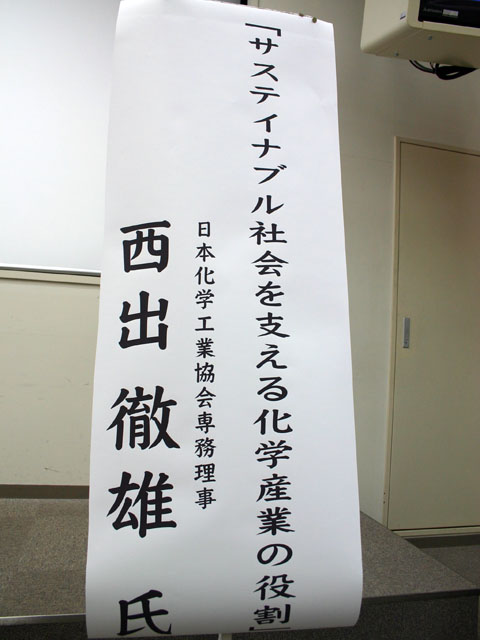 「サステイナブル社会を支える化学産業の役割」
日本化学工業協会専務理事
西出 徹雄 氏